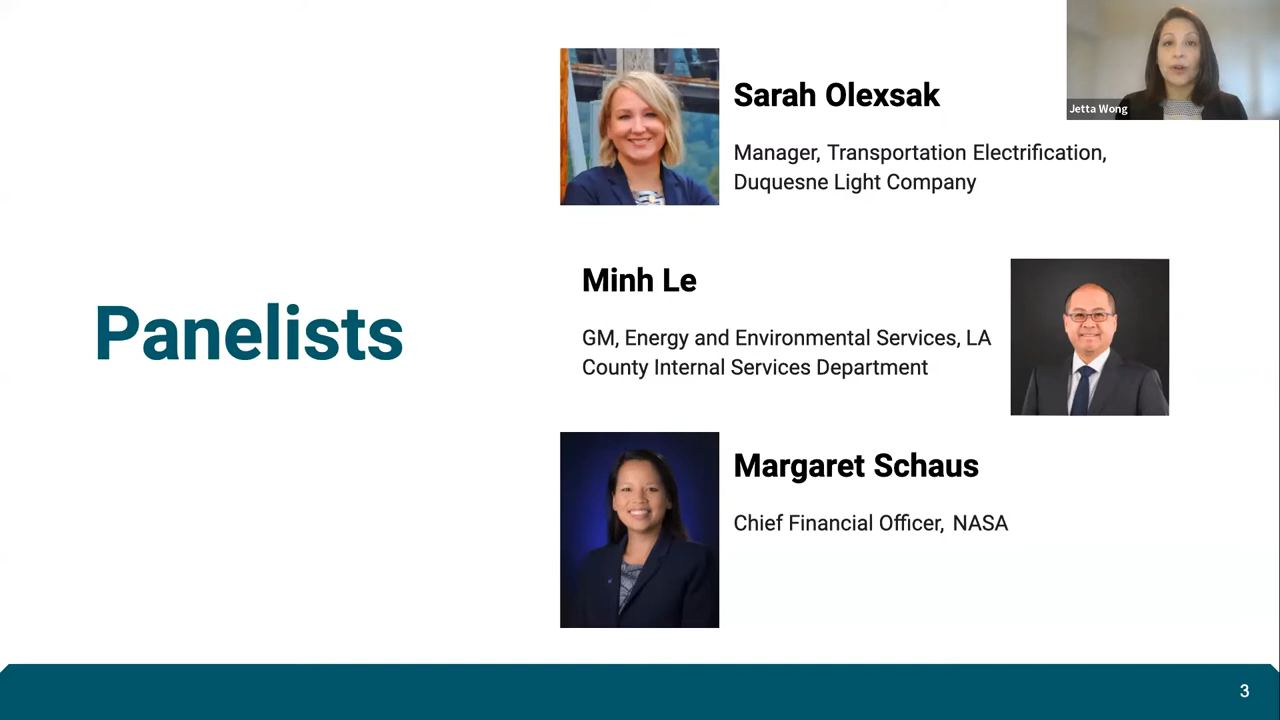 Sarah Olexsak
Jetta Wong
Manager, Transportation Electrification,
Duquesne Light Company
Panelists
Minh Le
GM, Energy and Environmental Services, LA
County Internal Services Department
Margaret Schaus
Chief Financial Officer, NASA
3